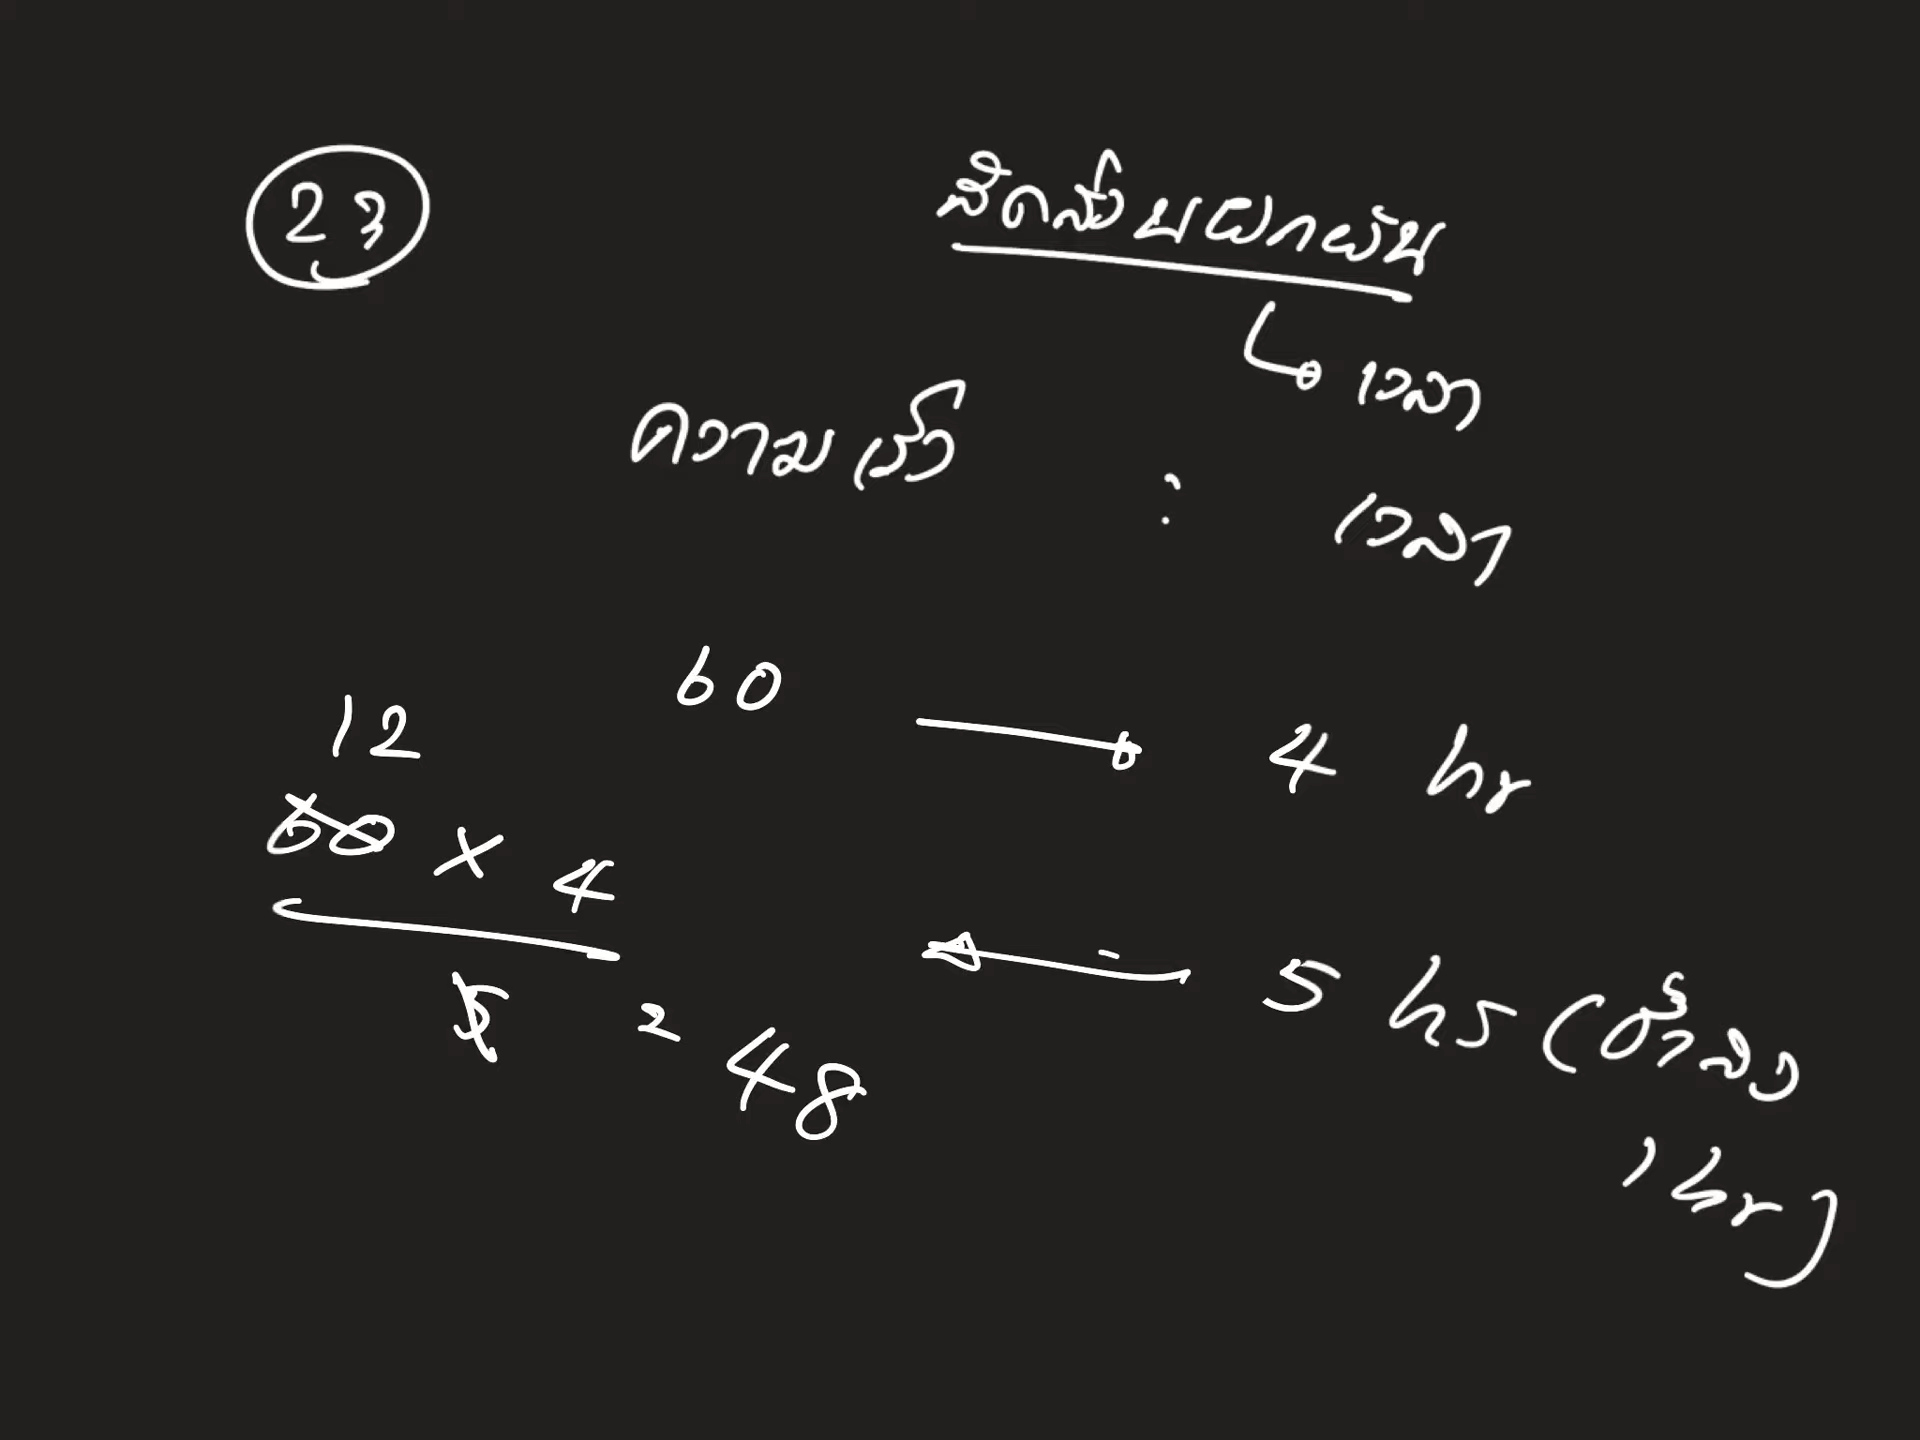 23
สัดส่วนผกผัน
↳ เวลา
ความเร็ว : เวลา
60 → 4 hr
12
60 × 4
5 = 48 ← 5 hr (ช้าลง
1 hr)